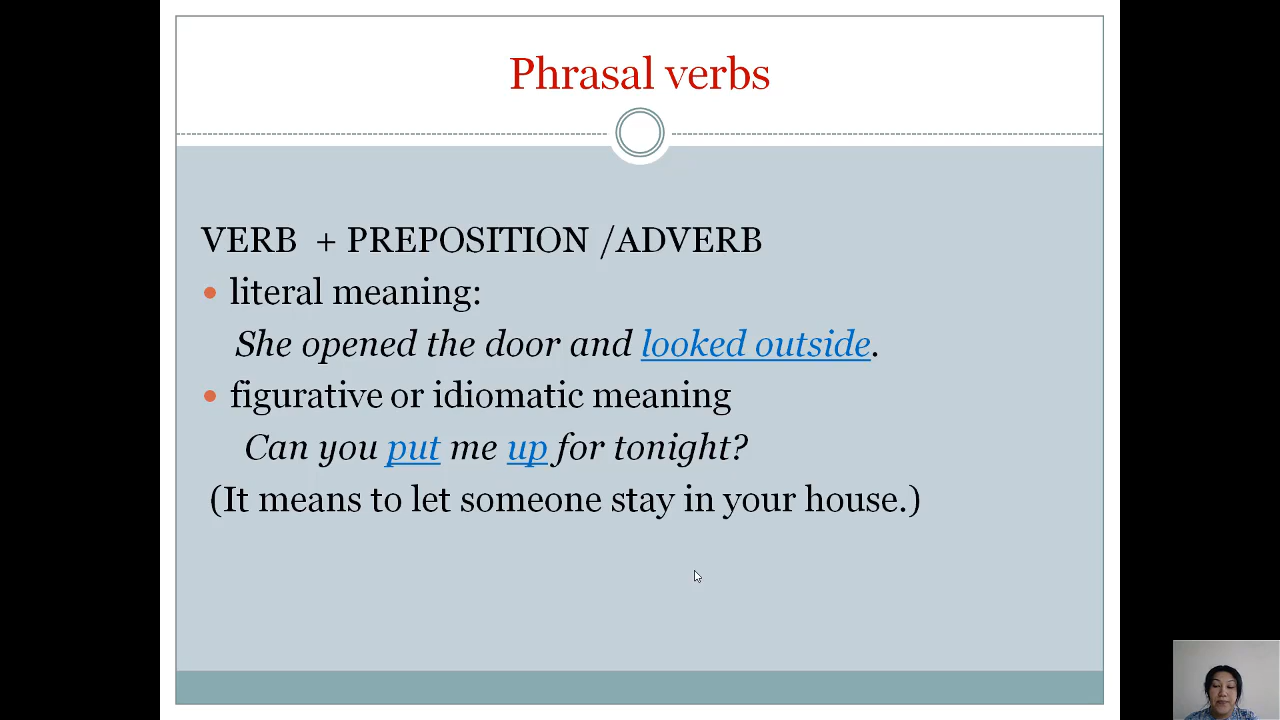 Phrasal verbs
VERB + PREPOSITION /ADVERB
• literal meaning:
She opened the door and looked outside.
• figurative or idiomatic meaning
Can you put me up for tonight?
(It means to let someone stay in your house.)